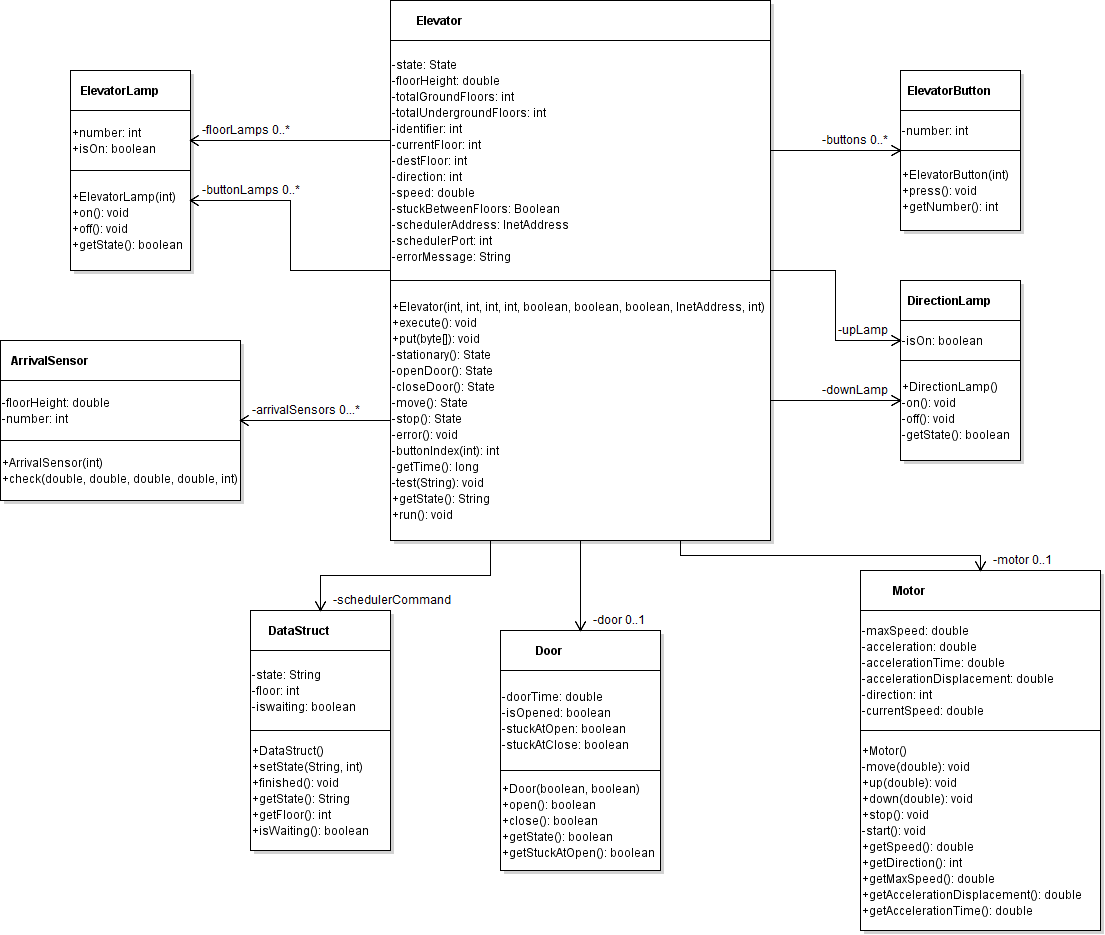 Elevator
-state: State
-floorHeight: double
-totalGroundFloors: int
-totalUndergroundFloors: int
-identifier: int
-currentFloor: int
-destFloor: int
-direction: int
-speed: double
-stuckBetweenFloors: Boolean
-schedulerAddress: InetAddress
-schedulerPort: int
-errorMessage: String
+Elevator(int, int, int, int, boolean, boolean, boolean, InetAddress, int)
+execute(): void
+put(byte[]): void
-stationary(): State
-openDoor(): State
-closeDoor(): State
-move(): State
-stop(): State
-error(): void
-buttonIndex(int): int
-getTime(): long
-test(String): void
+getState(): String
+run(): void
ElevatorLamp
+number: int
+isOn: boolean
+ElevatorLamp(int)
+on(): void
+off(): void
+getState(): boolean
-floorLamps 0..*
-buttonLamps 0..*
ElevatorButton
-number: int
+ElevatorButton(int)
+press(): void
+getNumber(): int
-buttons 0..*
DirectionLamp
-isOn: boolean
+DirectionLamp()
-on(): void
-off(): void
-getState(): boolean
-upLamp
-downLamp
ArrivalSensor
-floorHeight: double
-number: int
+ArrivalSensor(int)
+check(double, double, double, double, int)
-arrivalSensors 0...*
-schedulerCommand
DataStruct
-state: String
-floor: int
-iswaiting: boolean
+DataStruct()
+setState(String, int)
+finished(): void
+getState(): String
+getFloor(): int
+isWaiting(): boolean
-door 0..1
Door
-doorTime: double
-isOpened: boolean
-stuckAtOpen: boolean
-stuckAtClose: boolean
+Door(boolean, boolean)
+open(): boolean
+close(): boolean
+getState(): boolean
+getStuckAtOpen(): boolean
-motor 0..1
Motor
-maxSpeed: double
-acceleration: double
-accelerationTime: double
-accelerationDisplacement: double
-direction: int
-currentSpeed: double
+Motor()
-move(double): void
+up(double): void
+down(double): void
+stop(): void
-start(): void
+getSpeed(): double
+getDirection(): int
+getMaxSpeed(): double
+getAccelerationDisplacement(): double
+getAccelerationTime(): double